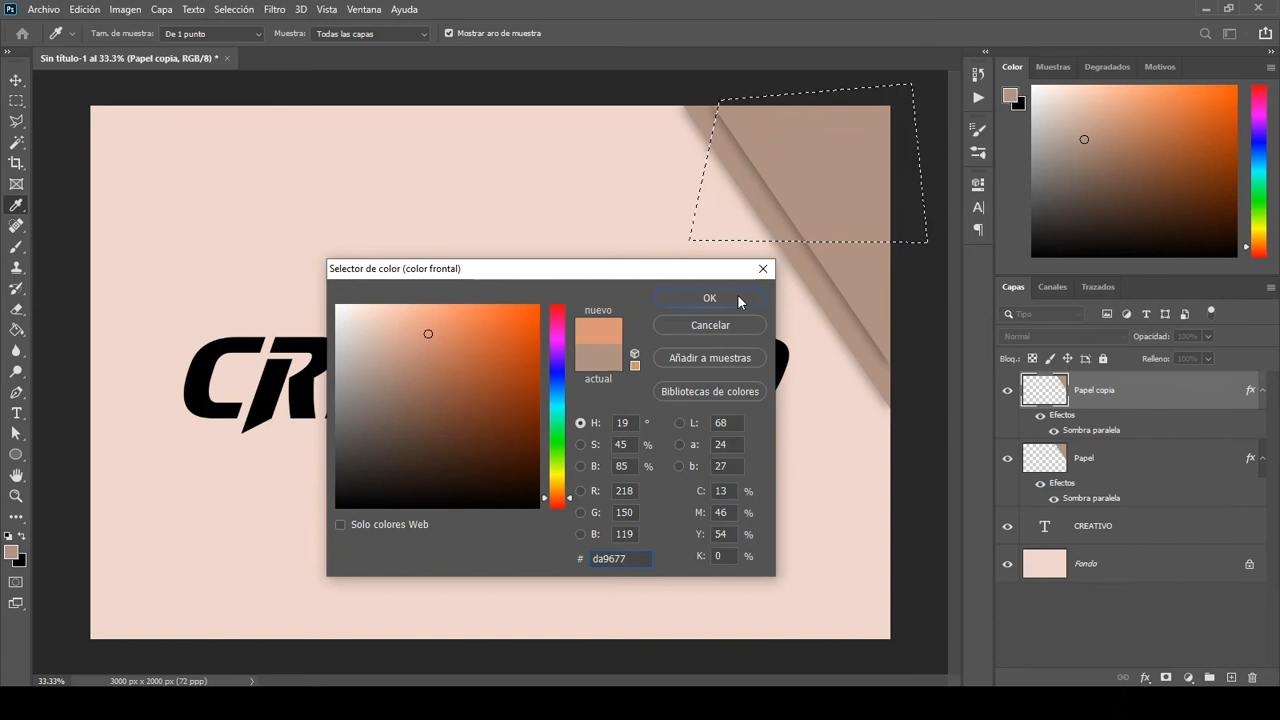 Ps Archivo Edición Imagen Capa Texto Selección Filtro 3D Vista Ventana Ayuda
Tam. de muestra: De 1 punto Muestra: Todas las capas Mostrar aro de muestra
Sin título-1 al 33.3% (Papel copia, RGB/8) * ×
Color Muestras Degradados Motivos
Selector de color (color frontal)
nuevo
actual
OK
Cancelar
Añadir a muestras
Bibliotecas de colores
H: 19 °
S: 45 %
B: 85 %
R: 218
G: 150
B: 119
# da9677
L: 68
a: 24
b: 27
C: 13 %
M: 46 %
Y: 54 %
K: 0 %
Solo colores Web
CR
Capas Canales Trazados
Tipo
Normal Opacidad: 100%
Bloq.: Relleno: 100%
Papel copia fx
Efectos
Sombra paralela
Papel fx
Efectos
Sombra paralela
T CREATIVO
Fondo
fx
33.33% 3000 px x 2000 px (72 ppp)